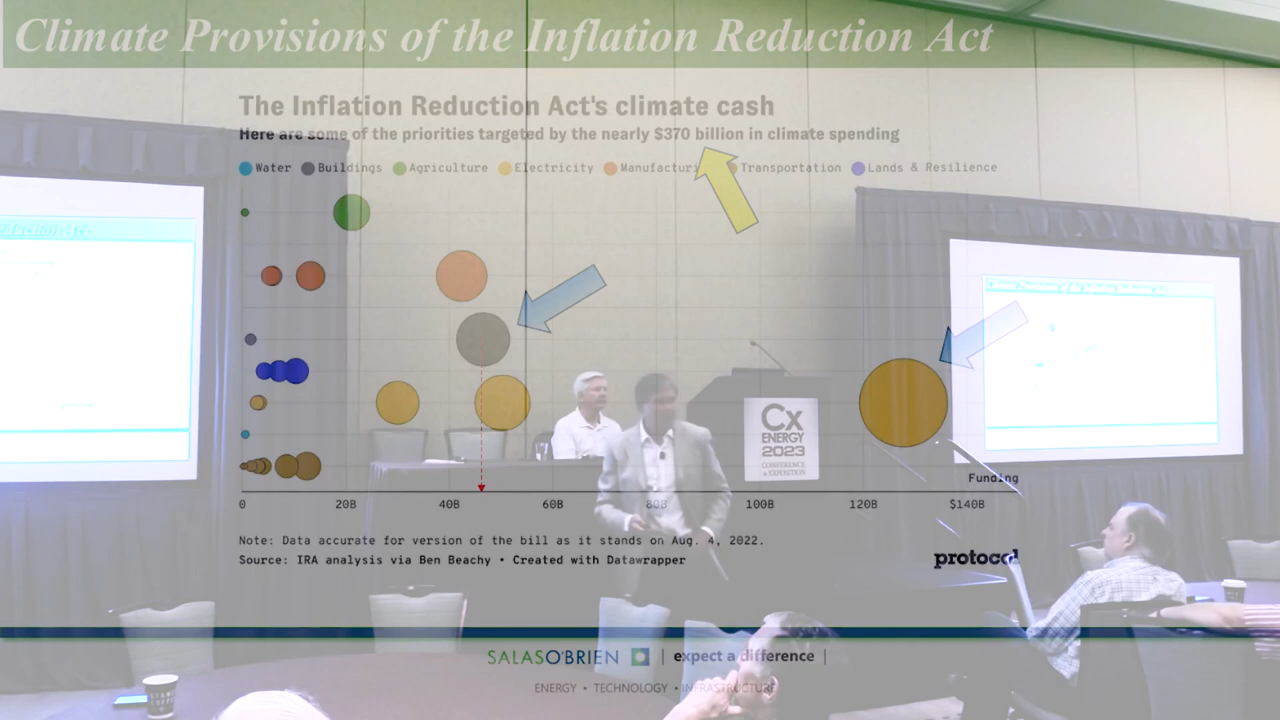 Climate Provisions of the Inflation Reduction Act
The Inflation Reduction Act's climate cash
Here are some of the priorities targeted by the nearly $370 billion in climate spending
Water Buildings Agriculture Electricity Manufacturi Transportation Lands & Resilience
Cx
ENERGY
2023
CONFERENCE
& EXPOSITION
Funding
0 20B 40B 60B 80B 100B 120B $140B
Note: Data accurate for version of the bill as it stands on Aug. 4, 2022.
Source: IRA analysis via Ben Beachy • Created with Datawrapper
protocol
SALASO'BRIEN | expect a difference |
ENERGY • TECHNOLOGY • INFRASTRUCTURE